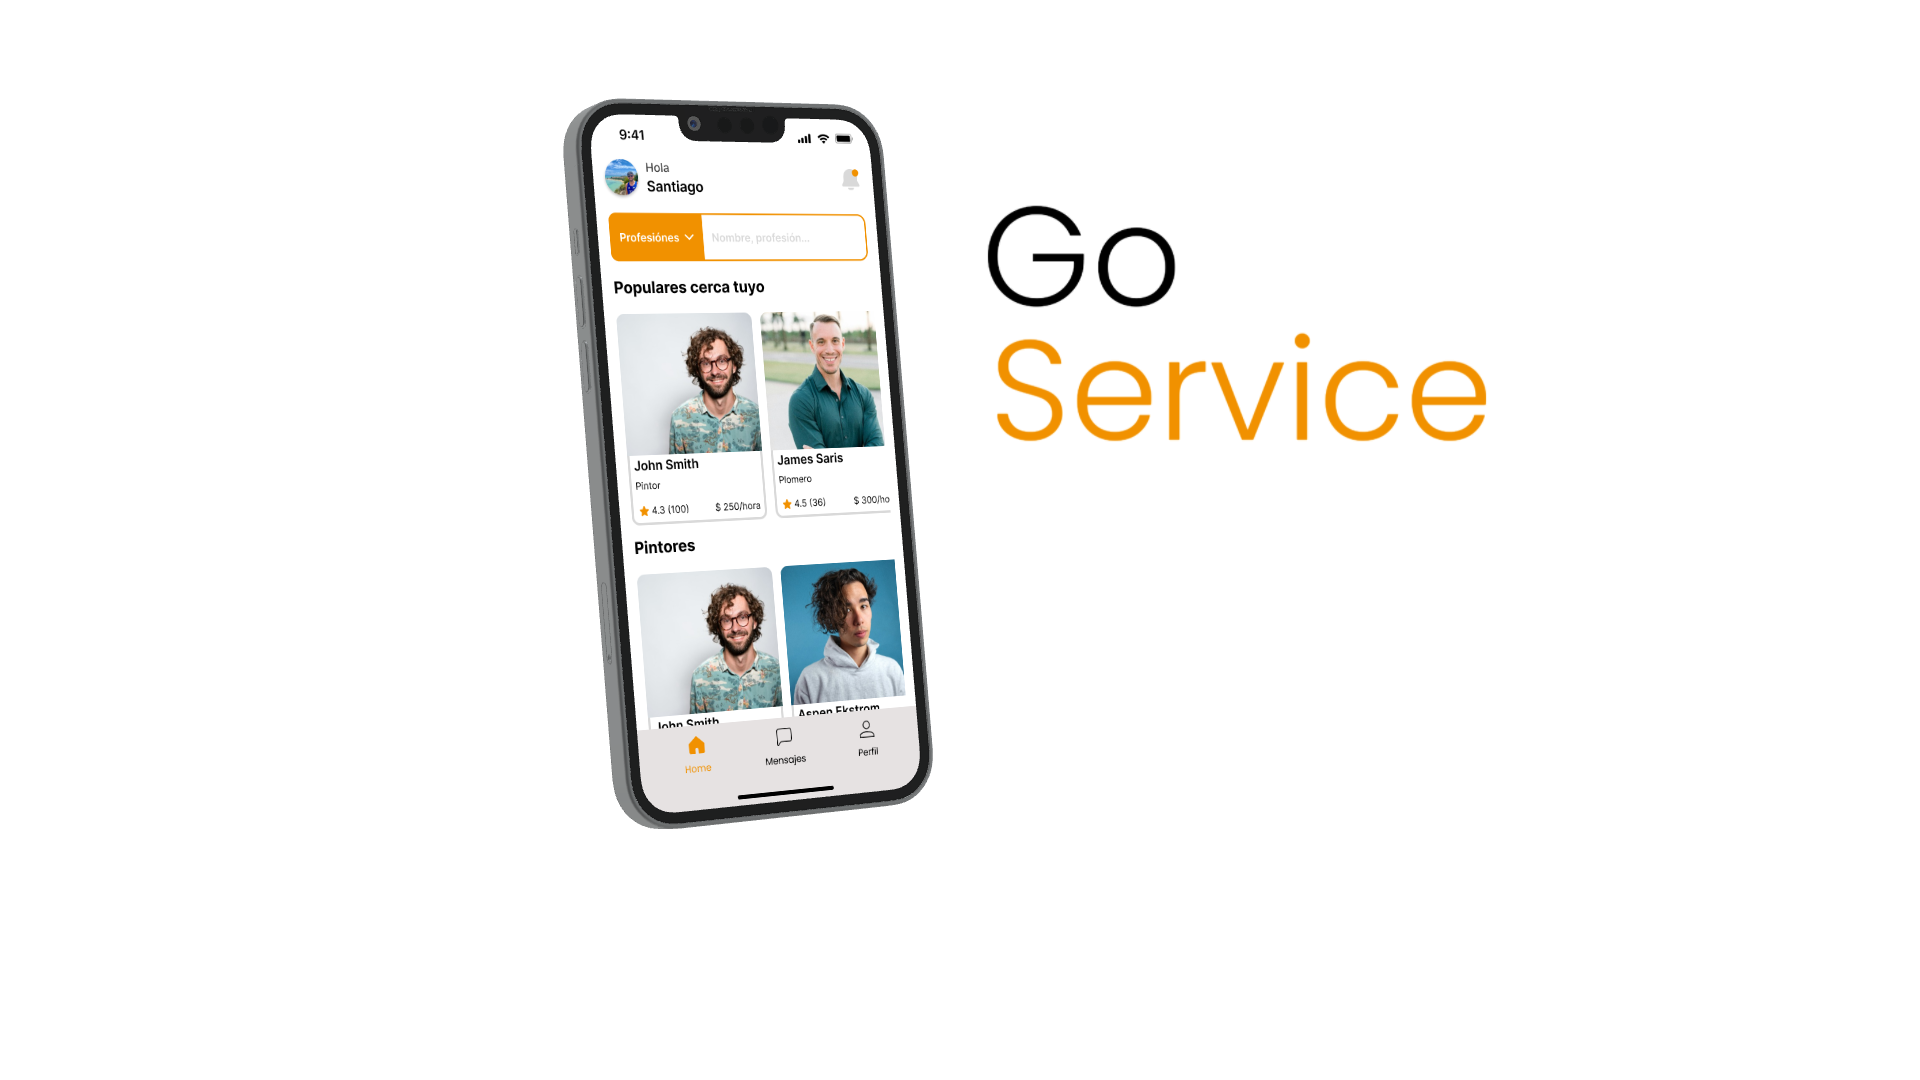 9:41
Hola
Santiago
Profesiónes
Nombre, profesión...
Populares cerca tuyo
John Smith
Pintor
4.3 (100) $ 250/hora
James Saris
Plomero
4.5 (36) $ 300/ho
Pintores
John Smith
Aspen Ekstrom
Home
Mensajes
Perfil
Go
Service